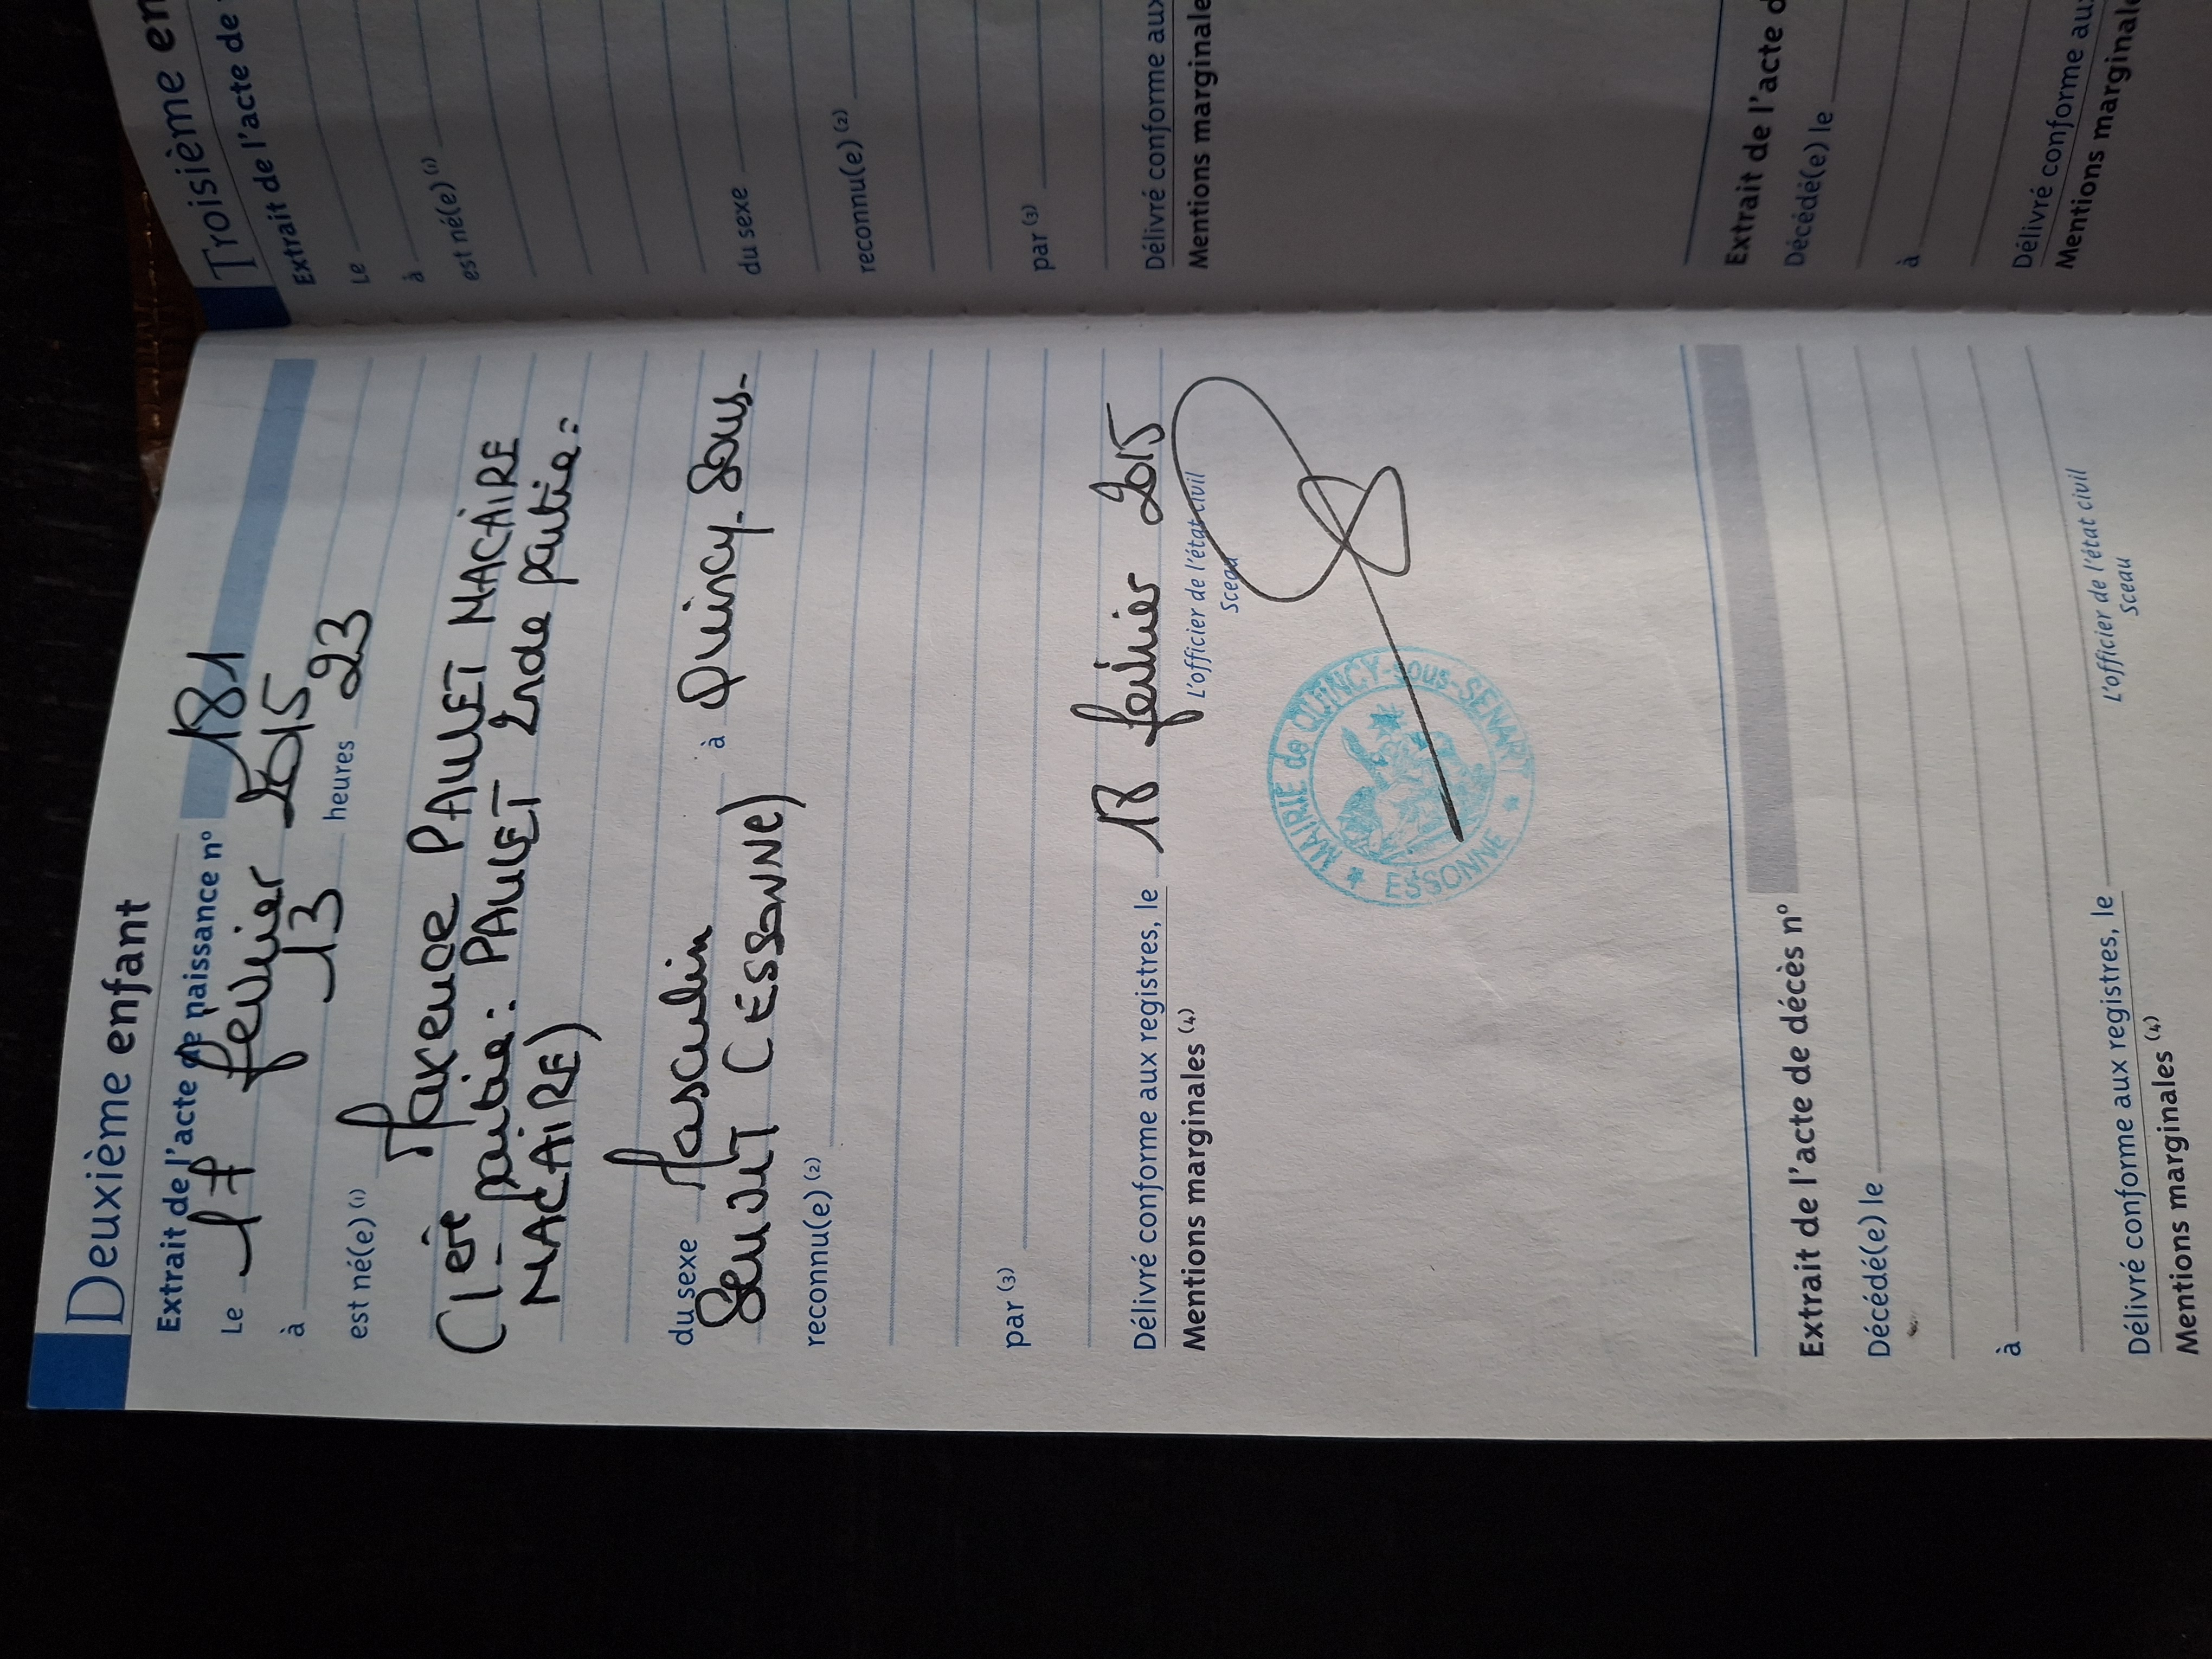 Deuxième enfant
Extrait de l'acte de naissance n° 181
Le 17 février 2015
à 13 heures 23
est né(e) (1)
Maxence PAULET MACAIRE
(1ère partie : PAULET 2nde partie :
MACAIRE)
du sexe Masculin à Quincy-Sous-
Sénart (ESSONNE)
reconnu(e) (2)
par (3)
Délivré conforme aux registres, le 18 février 2015
Mentions marginales (4)
L'officier de l'état civil
Sceau
MAIRIE de QUINCY-sous-SENART
ESSONNE
Extrait de l'acte de décès n°
Décédé(e) le
à
Délivré conforme aux registres, le
Mentions marginales (4)
L'officier de l'état civil
Sceau
Troisième en
Extrait de l'acte de
Le
à
est né(e) (1)
du sexe
reconnu(e) (2)
par (3)
Délivré conforme aux
Mentions marginale
Extrait de l'acte d
Décédé(e) le
à
Délivré conforme aux
Mentions marginale